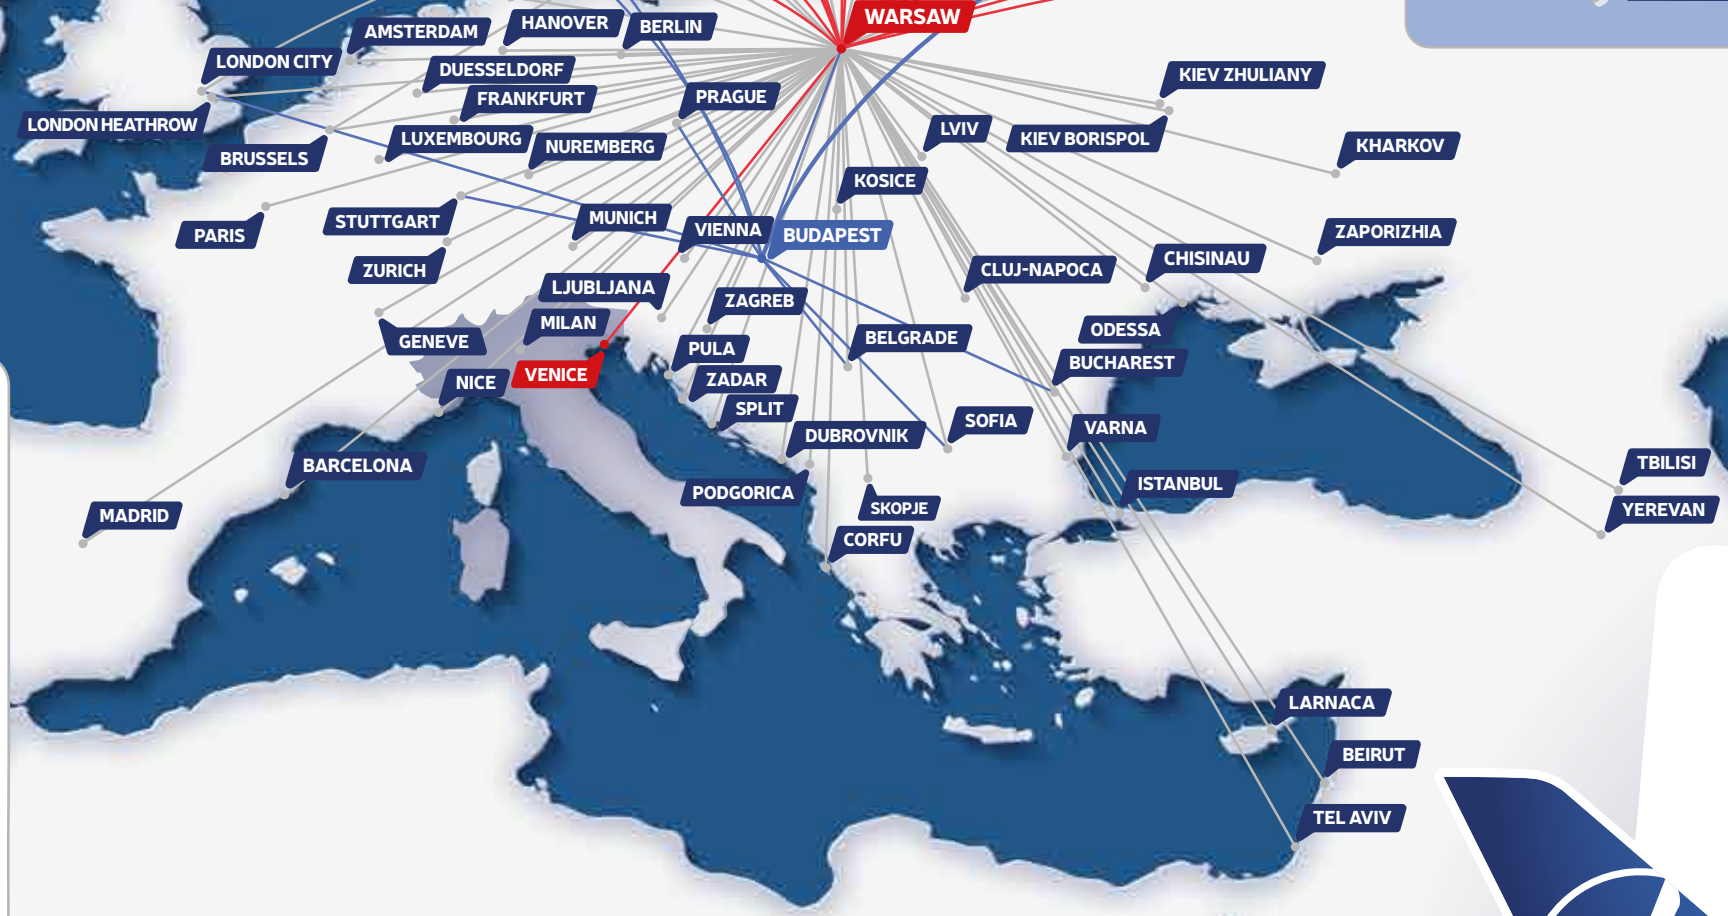 WARSAW
AMSTERDAM
HANOVER
BERLIN
LONDON CITY
DUESSELDORF
KIEV ZHULIANY
FRANKFURT
PRAGUE
LONDON HEATHROW
LUXEMBOURG
NUREMBERG
LVIV
KIEV BORISPOL
KHARKOV
BRUSSELS
KOSICE
PARIS
STUTTGART
MUNICH
VIENNA
BUDAPEST
ZAPORIZHIA
ZURICH
CLUJ-NAPOCA
CHISINAU
LJUBLJANA
ZAGREB
GENEVE
MILAN
BELGRADE
ODESSA
PULA
BUCHAREST
NICE
VENICE
ZADAR
SPLIT
SOFIA
VARNA
DUBROVNIK
BARCELONA
TBILISI
PODGORICA
ISTANBUL
MADRID
SKOPJE
YEREVAN
CORFU
LARNACA
BEIRUT
TEL AVIV